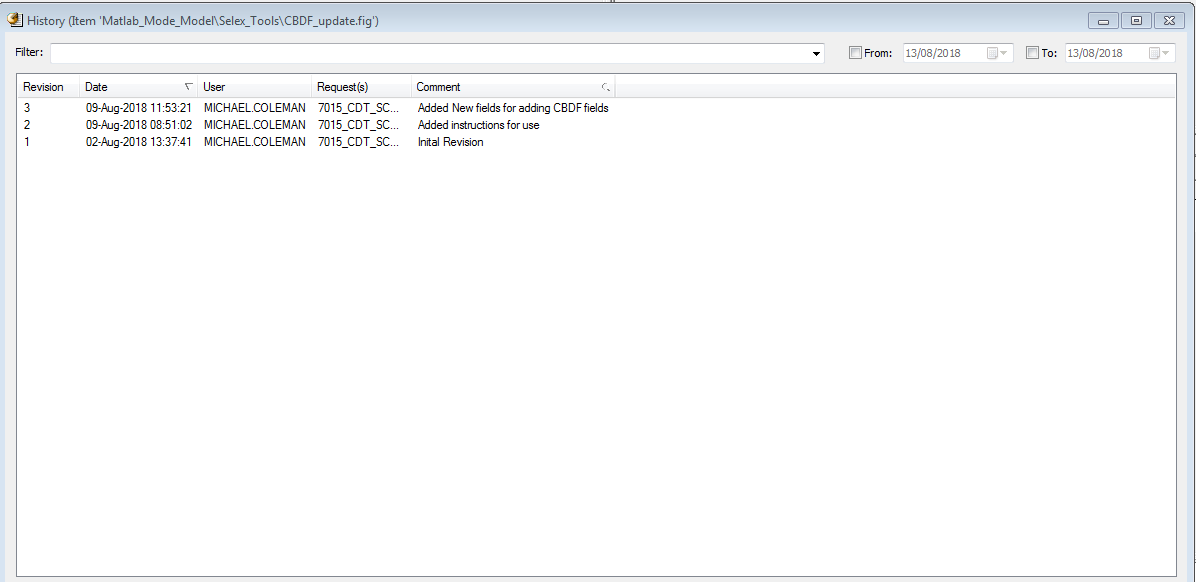 History (Item 'Matlab_Mode_Model\Selex_Tools\CBDF_update.fig')
Filter: From: 13/08/2018 To: 13/08/2018
Revision Date User Request(s) Comment
3 09-Aug-2018 11:53:21 MICHAEL.COLEMAN 7015_CDT_SC... Added New fields for adding CBDF fields
2 09-Aug-2018 08:51:02 MICHAEL.COLEMAN 7015_CDT_SC... Added instructions for use
1 02-Aug-2018 13:37:41 MICHAEL.COLEMAN 7015_CDT_SC... Inital Revision